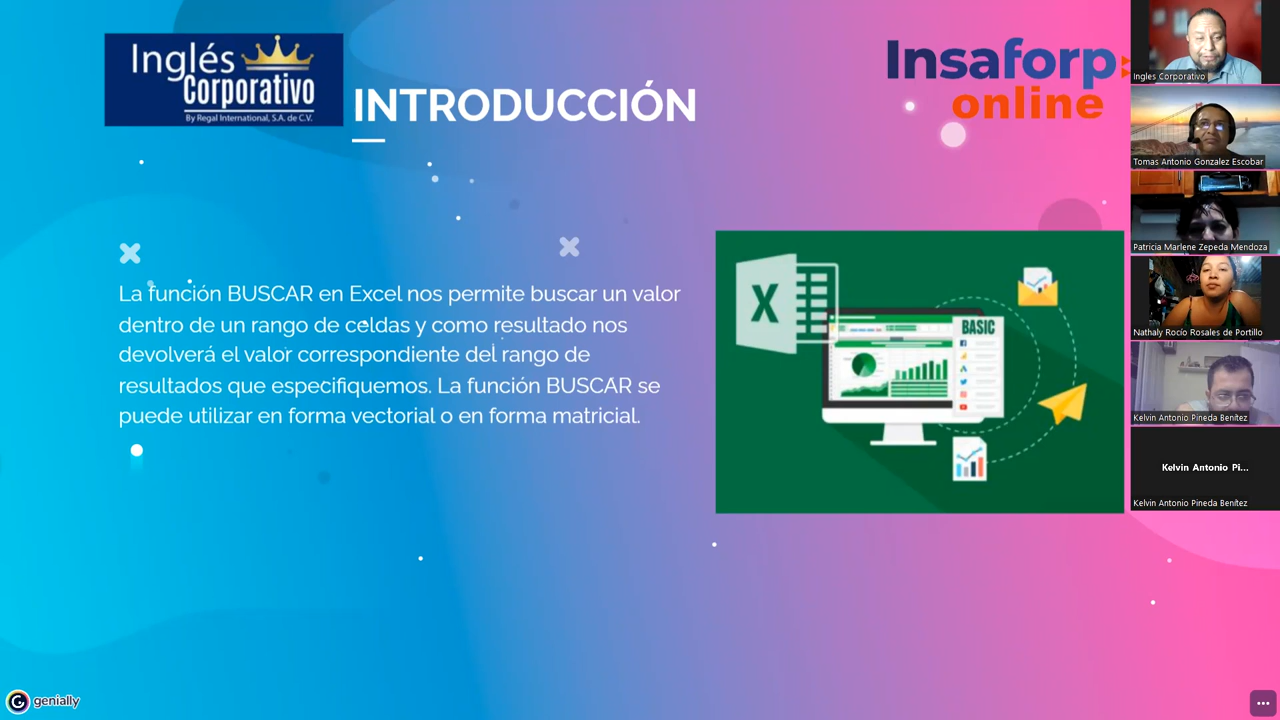 Inglés
Corporativo
By Regal International, S.A. de C.V.
INTRODUCCIÓN
Insaforp
online
La función BUSCAR en Excel nos permite buscar un valor
dentro de un rango de celdas y como resultado nos
devolverá el valor correspondiente del rango de
resultados que especifiquemos. La función BUSCAR se
puede utilizar en forma vectorial o en forma matricial.
X
BASIC
Ingles Corporativo
Tomas Antonio Gonzalez Escobar
Patricia Marlene Zepeda Mendoza
Nathaly Rocío Rosales de Portillo
Kelvin Antonio Pineda Benítez
Kelvin Antonio Pi...
Kelvin Antonio Pineda Benítez
genially